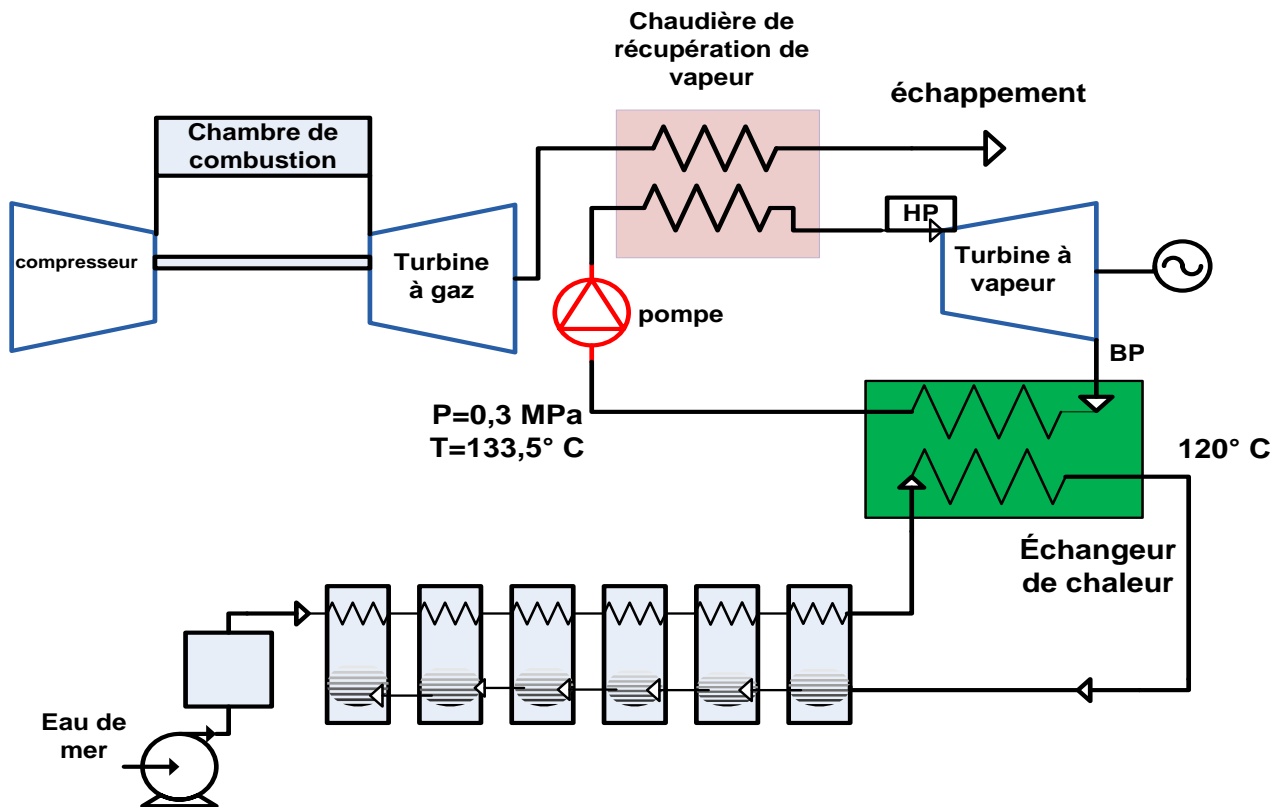 Chaudière de
récupération de
vapeur
échappement
Chambre de
combustion
HP
compresseur
Turbine
à gaz
Turbine à
vapeur
pompe
BP
P=0,3 MPa
T=133,5° C
120° C
Échangeur
de chaleur
Eau de
mer